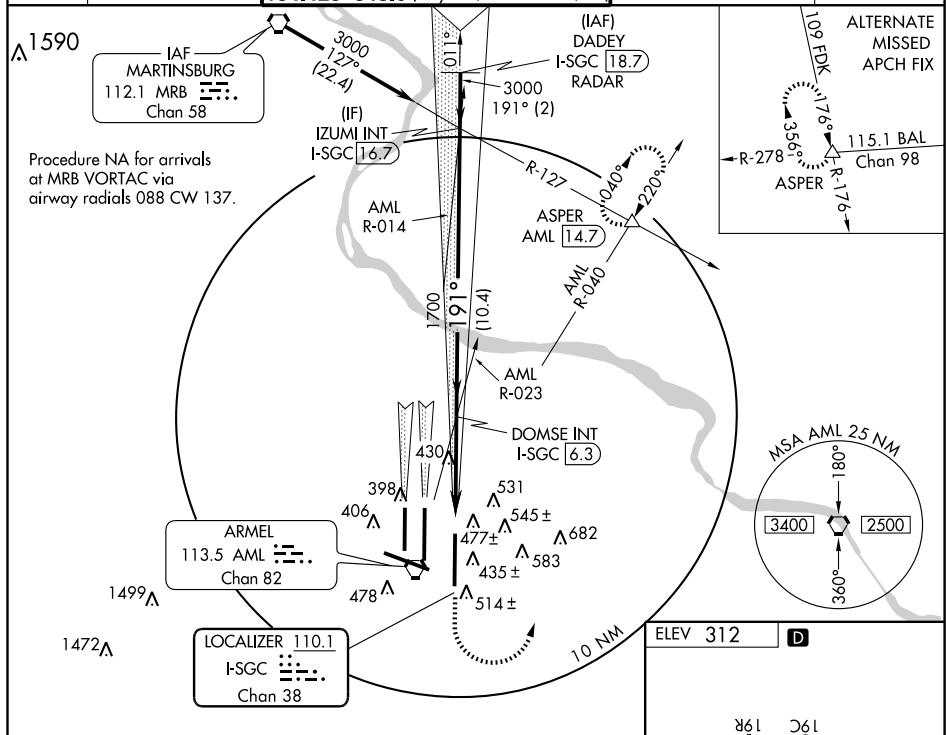 1590
IAF
MARTINSBURG
112.1 MRB
Chan 58
Procedure NA for arrivals
at MRB VORTAC via
airway radials 088 CW 137.
3000
127°
(22.4)
011°
(IAF)
DADEY
I-SGC 18.7
RADAR
3000
191° (2)
(IF)
IZUMI INT
I-SGC 16.7
R-127
040°
220°
ASPER
AML 14.7
AML
R-040
AML
R-014
1700
191°
(10.4)
AML
R-023
DOMSE INT
I-SGC 6.3
ALTERNATE
MISSED
APCH FIX
109 FDK
176°
356°
R-278
115.1 BAL
Chan 98
ASPER
R-176
430
398
406
531
545 ±
477±
682
583
435 ±
478
514 ±
1499
1472
ARMEL
113.5 AML
Chan 82
LOCALIZER 110.1
I-SGC
Chan 38
10 NM
MSA AML 25 NM
180°
3400
2500
360°
ELEV 312
D
19R
19C